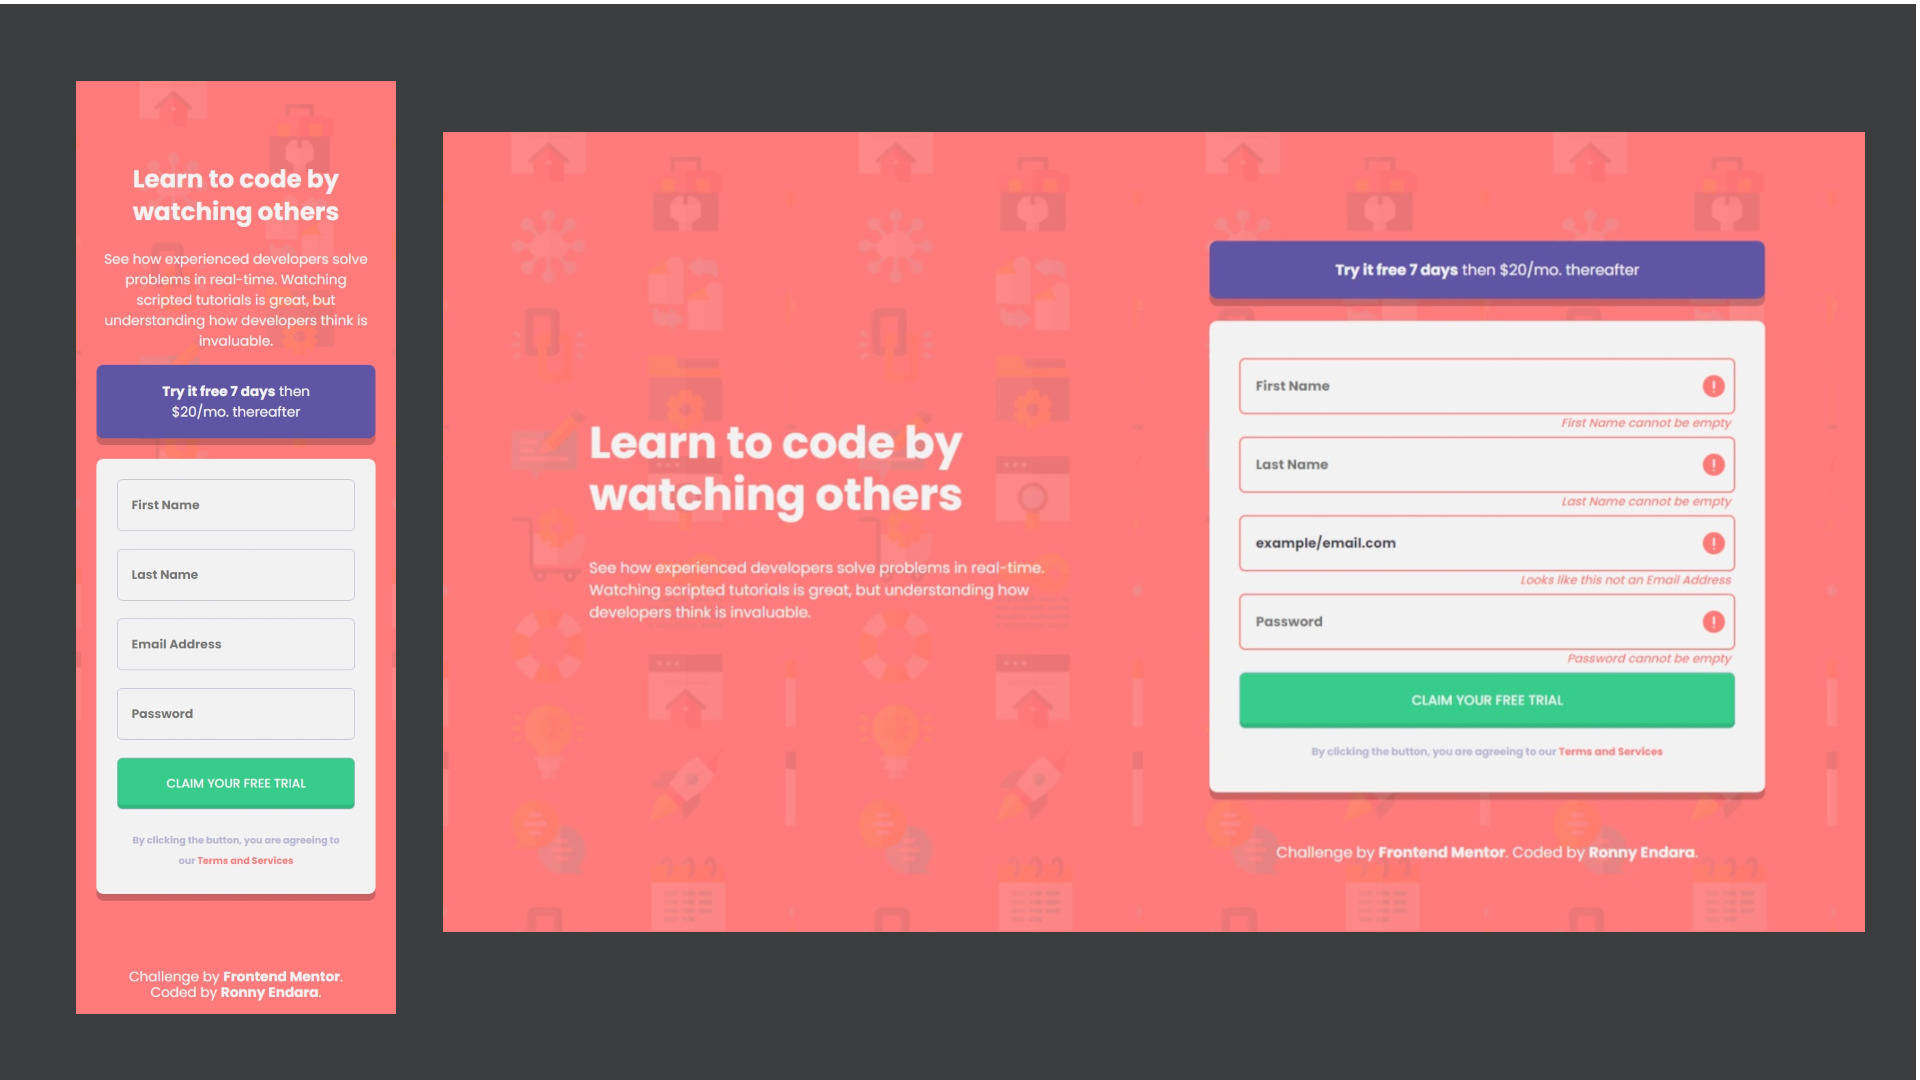 Learn to code by
watching others
See how experienced developers solve
problems in real-time. Watching
scripted tutorials is great, but
understanding how developers think is
invaluable.
Try it free 7 days then
$20/mo. thereafter
First Name
Last Name
Email Address
Password
CLAIM YOUR FREE TRIAL
By clicking the button, you are agreeing to
our Terms and Services
Challenge by Frontend Mentor.
Coded by Ronny Endara.
Learn to code by
watching others
See how experienced developers solve problems in real-time.
Watching scripted tutorials is great, but understanding how
developers think is invaluable.
Try it free 7 days then $20/mo. thereafter
First Name
First Name cannot be empty
Last Name
Last Name cannot be empty
example/email.com
Looks like this not an Email Address
Password
Password cannot be empty
CLAIM YOUR FREE TRIAL
By clicking the button, you are agreeing to our Terms and Services
Challenge by Frontend Mentor. Coded by Ronny Endara.